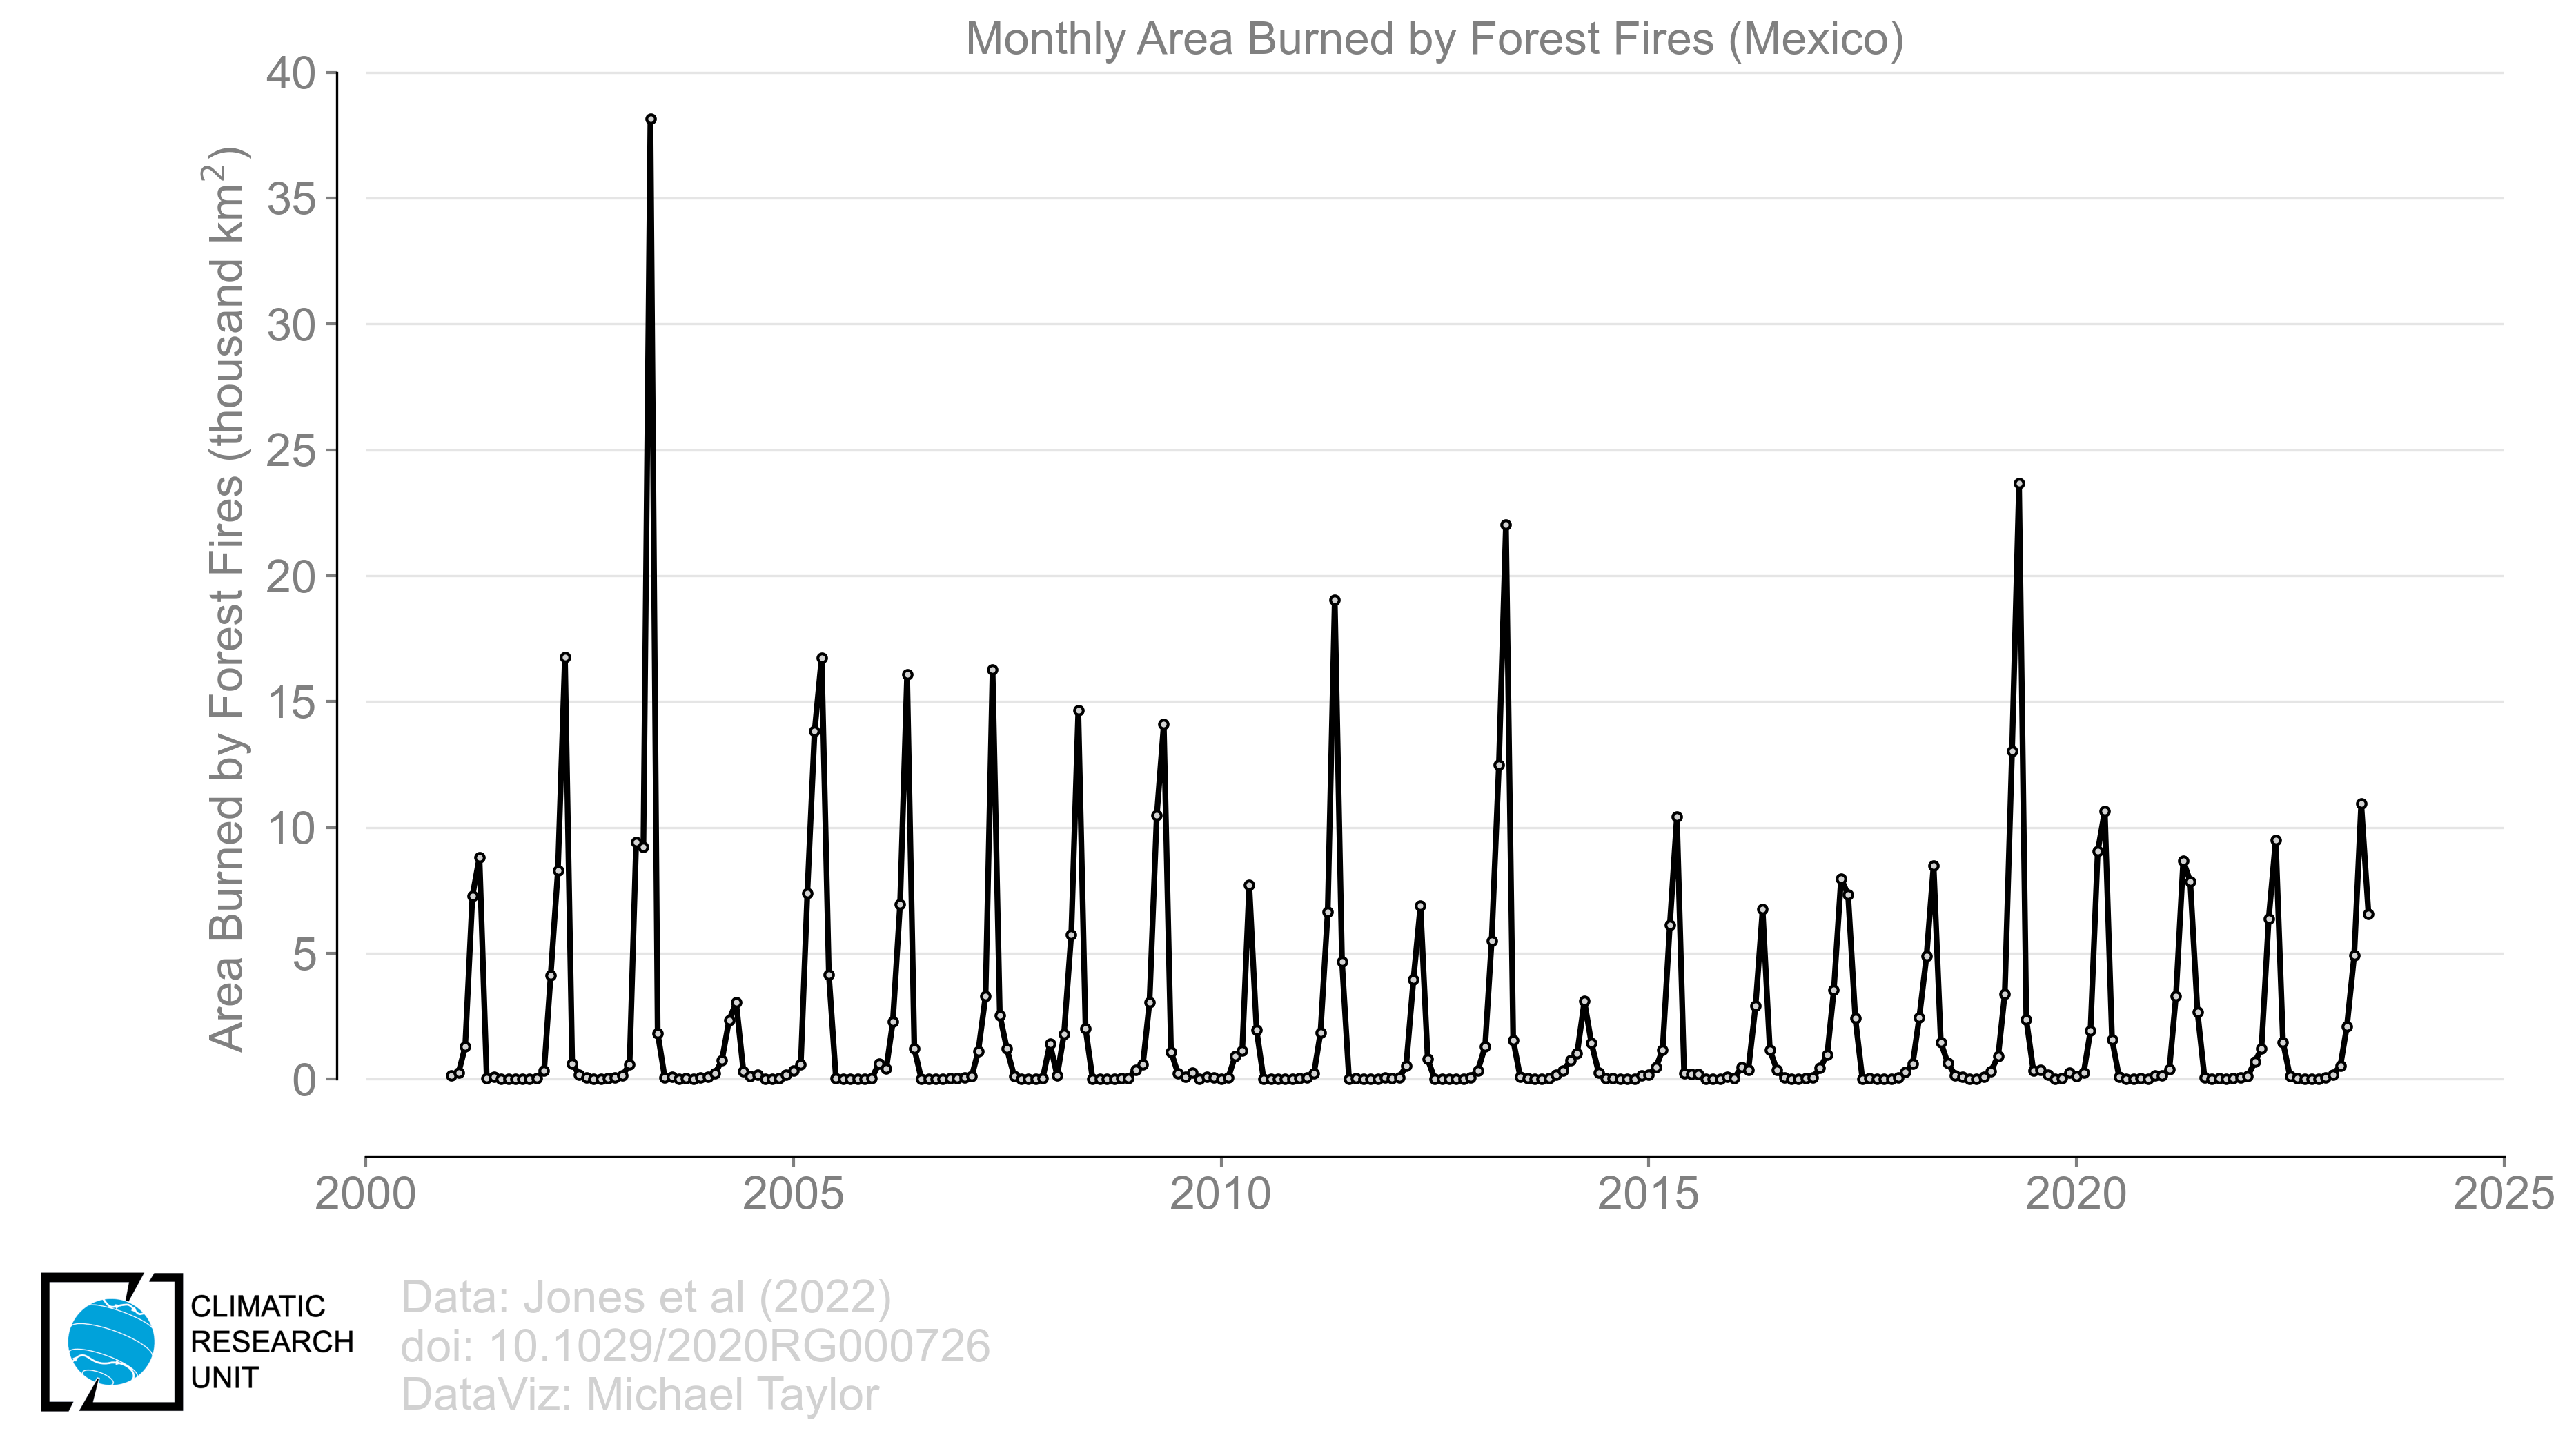 Monthly Area Burned by Forest Fires (Mexico)
Area Burned by Forest Fires (thousand km²)
40
35
30
25
20
15
10
5
0
2000 2005 2010 2015 2020 2025
CLIMATIC
RESEARCH
UNIT
Data: Jones et al (2022)
doi: 10.1029/2020RG000726
DataViz: Michael Taylor